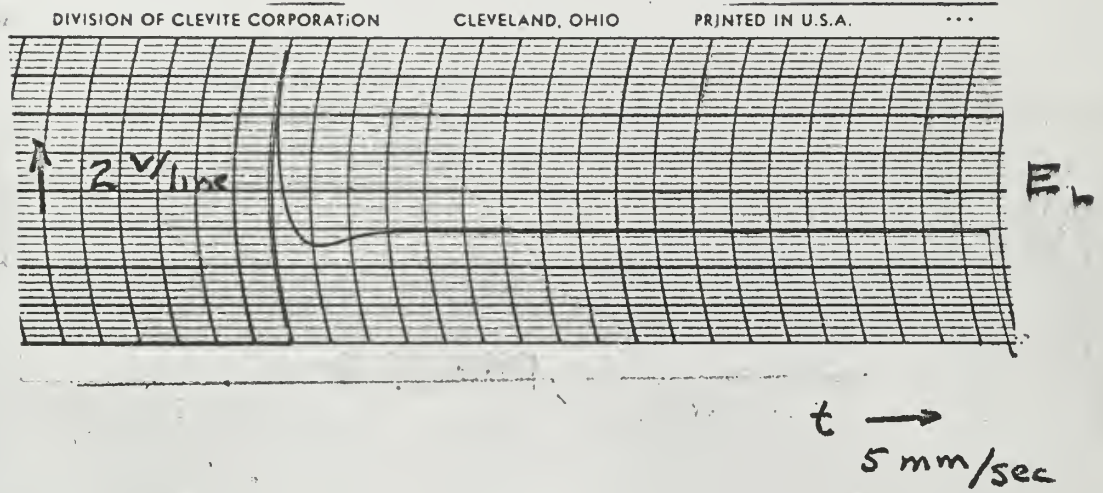 DIVISION OF CLEVITE CORPORATION CLEVELAND, OHIO PRINTED IN U.S.A.
2 V/line
E
t →
5 mm/sec